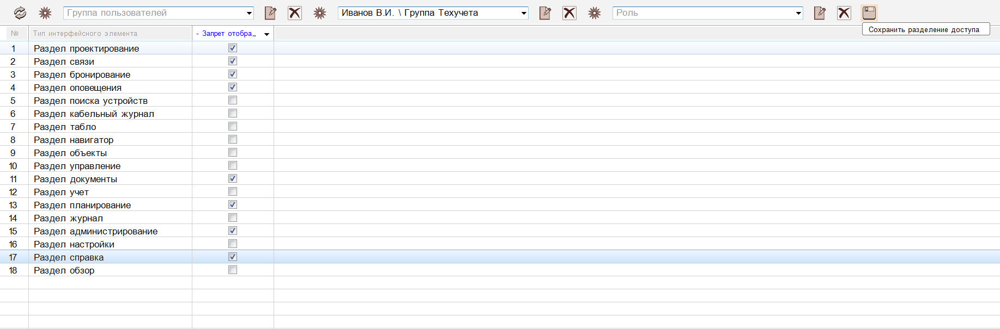 Группа пользователей Иванов В.И. \ Группа Техучета Роль
Сохранить разделение доступа
№ Тип интерфейсного элемента - Запрет отобра...
1 Раздел проектирование
2 Раздел связи
3 Раздел бронирование
4 Раздел оповещения
5 Раздел поиска устройств
6 Раздел кабельный журнал
7 Раздел табло
8 Раздел навигатор
9 Раздел объекты
10 Раздел управление
11 Раздел документы
12 Раздел учет
13 Раздел планирование
14 Раздел журнал
15 Раздел администрирование
16 Раздел настройки
17 Раздел справка
18 Раздел обзор